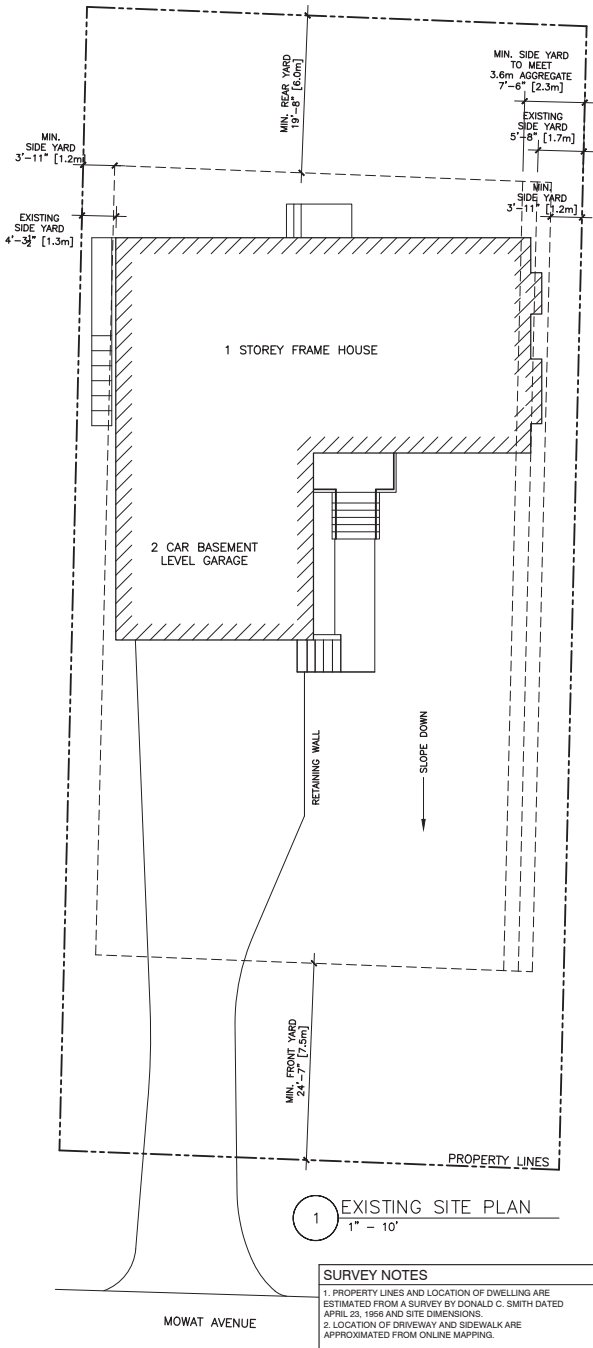 MIN. SIDE YARD
TO MEET
3.6m AGGREGATE
7'-6" [2.3m]
MIN. REAR YARD
19'-8" [6.0m]
EXISTING
SIDE YARD
5'-8" [1.7m]
MIN.
SIDE YARD
3'-11" [1.2m]
MIN.
SIDE YARD
3'-11" [1.2m]
EXISTING
SIDE YARD
4'-3½" [1.3m]
1 STOREY FRAME HOUSE
2 CAR BASEMENT
LEVEL GARAGE
RETAINING WALL
SLOPE DOWN
MIN. FRONT YARD
24'-7" [7.5m]
PROPERTY LINES
1
EXISTING SITE PLAN
1" - 10'
SURVEY NOTES
1. PROPERTY LINES AND LOCATION OF DWELLING ARE
ESTIMATED FROM A SURVEY BY DONALD C. SMITH DATED
APRIL 23, 1956 AND SITE DIMENSIONS.
2. LOCATION OF DRIVEWAY AND SIDEWALK ARE
APPROXIMATED FROM ONLINE MAPPING.
MOWAT AVENUE